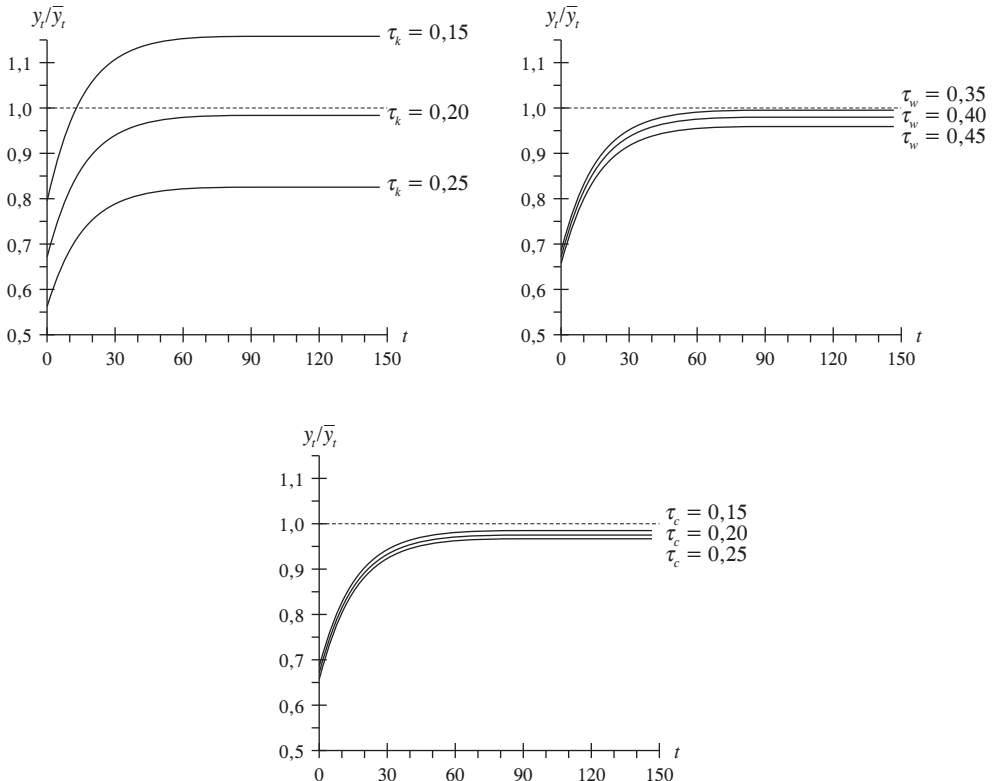 y_t/ȳ_t
1,1
1,0
0,9
0,8
0,7
0,6
0,5
0 30 60 90 120 150
t
τ_k = 0,15
τ_k = 0,20
τ_k = 0,25
y_t/ȳ_t
1,1
1,0
0,9
0,8
0,7
0,6
0,5
0 30 60 90 120 150
t
τ_w = 0,35
τ_w = 0,40
τ_w = 0,45
y_t/ȳ_t
1,1
1,0
0,9
0,8
0,7
0,6
0,5
0 30 60 90 120 150
t
τ_c = 0,15
τ_c = 0,20
τ_c = 0,25